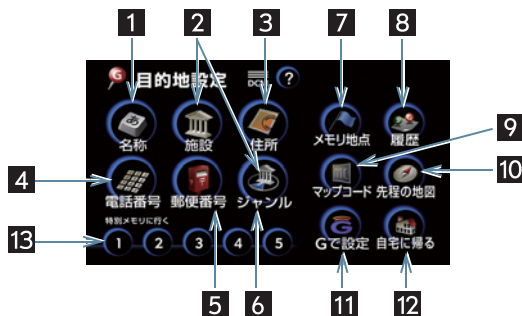 1 2 3 7 8
G 目的地設定 DCM ?
あ
名称 施設 住所 メモリ地点 履歴
9
4
電話番号 郵便番号 ジャンル マップコード 先程の地図
10
特別メモリに行く
13
1 2 3 4 5
G
Gで設定 自宅に帰る
5 6 11 12